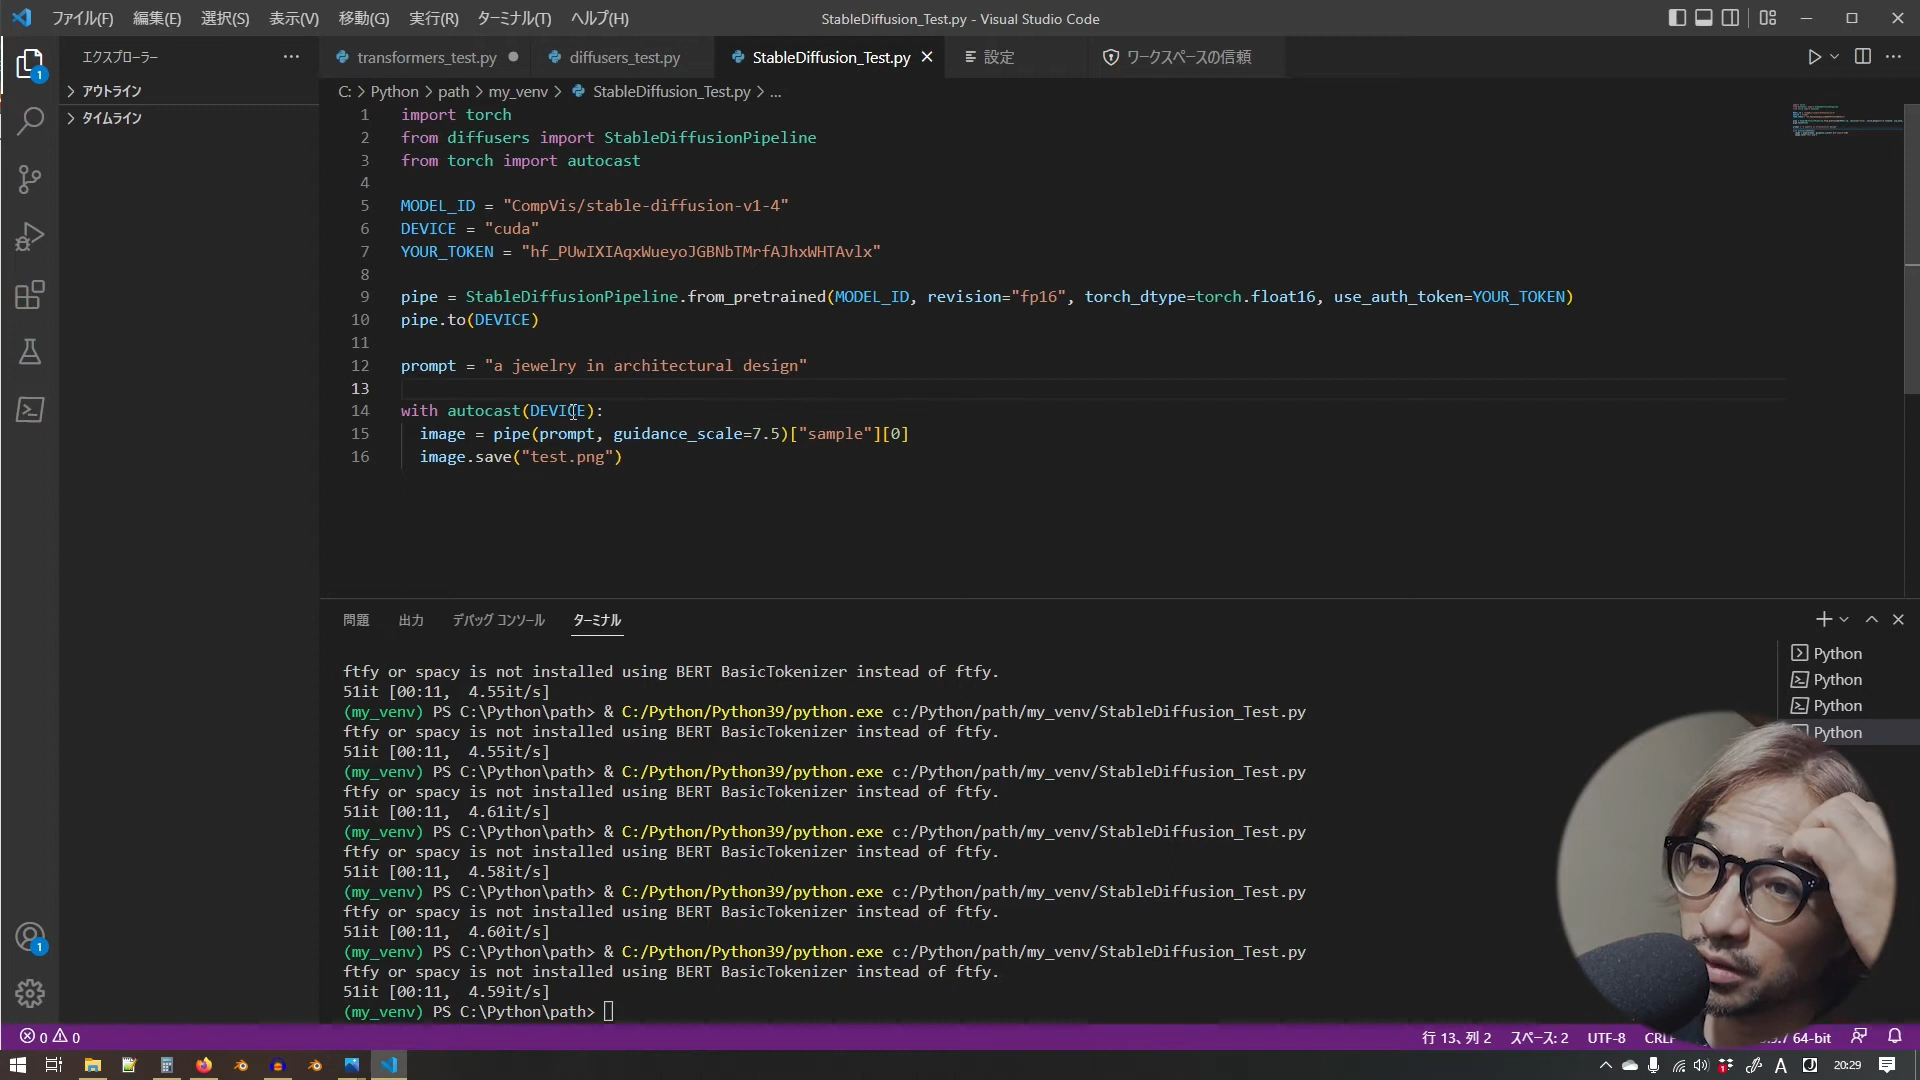 ファイル(F) 編集(E) 選択(S) 表示(V) 移動(G) 実行(R) ターミナル(T) ヘルプ(H) StableDiffusion_Test.py - Visual Studio Code
エクスプローラー
transformers_test.py diffusers_test.py StableDiffusion_Test.py 設定 ワークスペースの信頼
アウトライン
タイムライン
C: > Python > path > my_venv > StableDiffusion_Test.py > ...
1 import torch
2 from diffusers import StableDiffusionPipeline
3 from torch import autocast
4
5 MODEL_ID = "CompVis/stable-diffusion-v1-4"
6 DEVICE = "cuda"
7 YOUR_TOKEN = "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"
8
9 pipe = StableDiffusionPipeline.from_pretrained(MODEL_ID, revision="fp16", torch_dtype=torch.float16, use_auth_token=YOUR_TOKEN)
10 pipe.to(DEVICE)
11
12 prompt = "a jewelry in architectural design"
13
14 with autocast(DEVICE):
15 image = pipe(prompt, guidance_scale=7.5)["sample"][0]
16 image.save("test.png")
問題 出力 デバッグ コンソール ターミナル
ftfy or spacy is not installed using BERT BasicTokenizer instead of ftfy.
51it [00:11, 4.55it/s]
(my_venv) PS C:\Python\path> & C:/Python/Python39/python.exe c:/Python/path/my_venv/StableDiffusion_Test.py
ftfy or spacy is not installed using BERT BasicTokenizer instead of ftfy.
51it [00:11, 4.55it/s]
(my_venv) PS C:\Python\path> & C:/Python/Python39/python.exe c:/Python/path/my_venv/StableDiffusion_Test.py
ftfy or spacy is not installed using BERT BasicTokenizer instead of ftfy.
51it [00:11, 4.61it/s]
(my_venv) PS C:\Python\path> & C:/Python/Python39/python.exe c:/Python/path/my_venv/StableDiffusion_Test.py
ftfy or spacy is not installed using BERT BasicTokenizer instead of ftfy.
51it [00:11, 4.58it/s]
(my_venv) PS C:\Python\path> & C:/Python/Python39/python.exe c:/Python/path/my_venv/StableDiffusion_Test.py
ftfy or spacy is not installed using BERT BasicTokenizer instead of ftfy.
51it [00:11, 4.60it/s]
(my_venv) PS C:\Python\path> & C:/Python/Python39/python.exe c:/Python/path/my_venv/StableDiffusion_Test.py
ftfy or spacy is not installed using BERT BasicTokenizer instead of ftfy.
51it [00:11, 4.59it/s]
(my_venv) PS C:\Python\path>
Python
Python
Python
Python
1
1
0 0 行 13、列 2 スペース: 2 UTF-8 64-bit
A 20:29